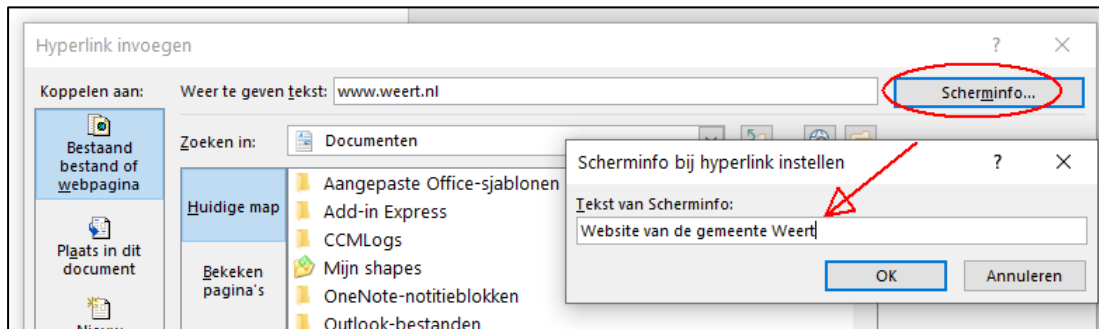 Hyperlink invoegen
Koppelen aan:
Weer te geven tekst: www.weert.nl
Scherminfo...
Bestaand
bestand of
webpagina
Zoeken in: Documenten
Plaats in dit
document
Huidige map
Bekeken
pagina's
Aangepaste Office-sjablonen
Add-in Express
CCMLogs
Mijn shapes
OneNote-notitieblokken
Outlook-bestanden
Scherminfo bij hyperlink instellen
Tekst van Scherminfo:
Website van de gemeente Weert
OK Annuleren